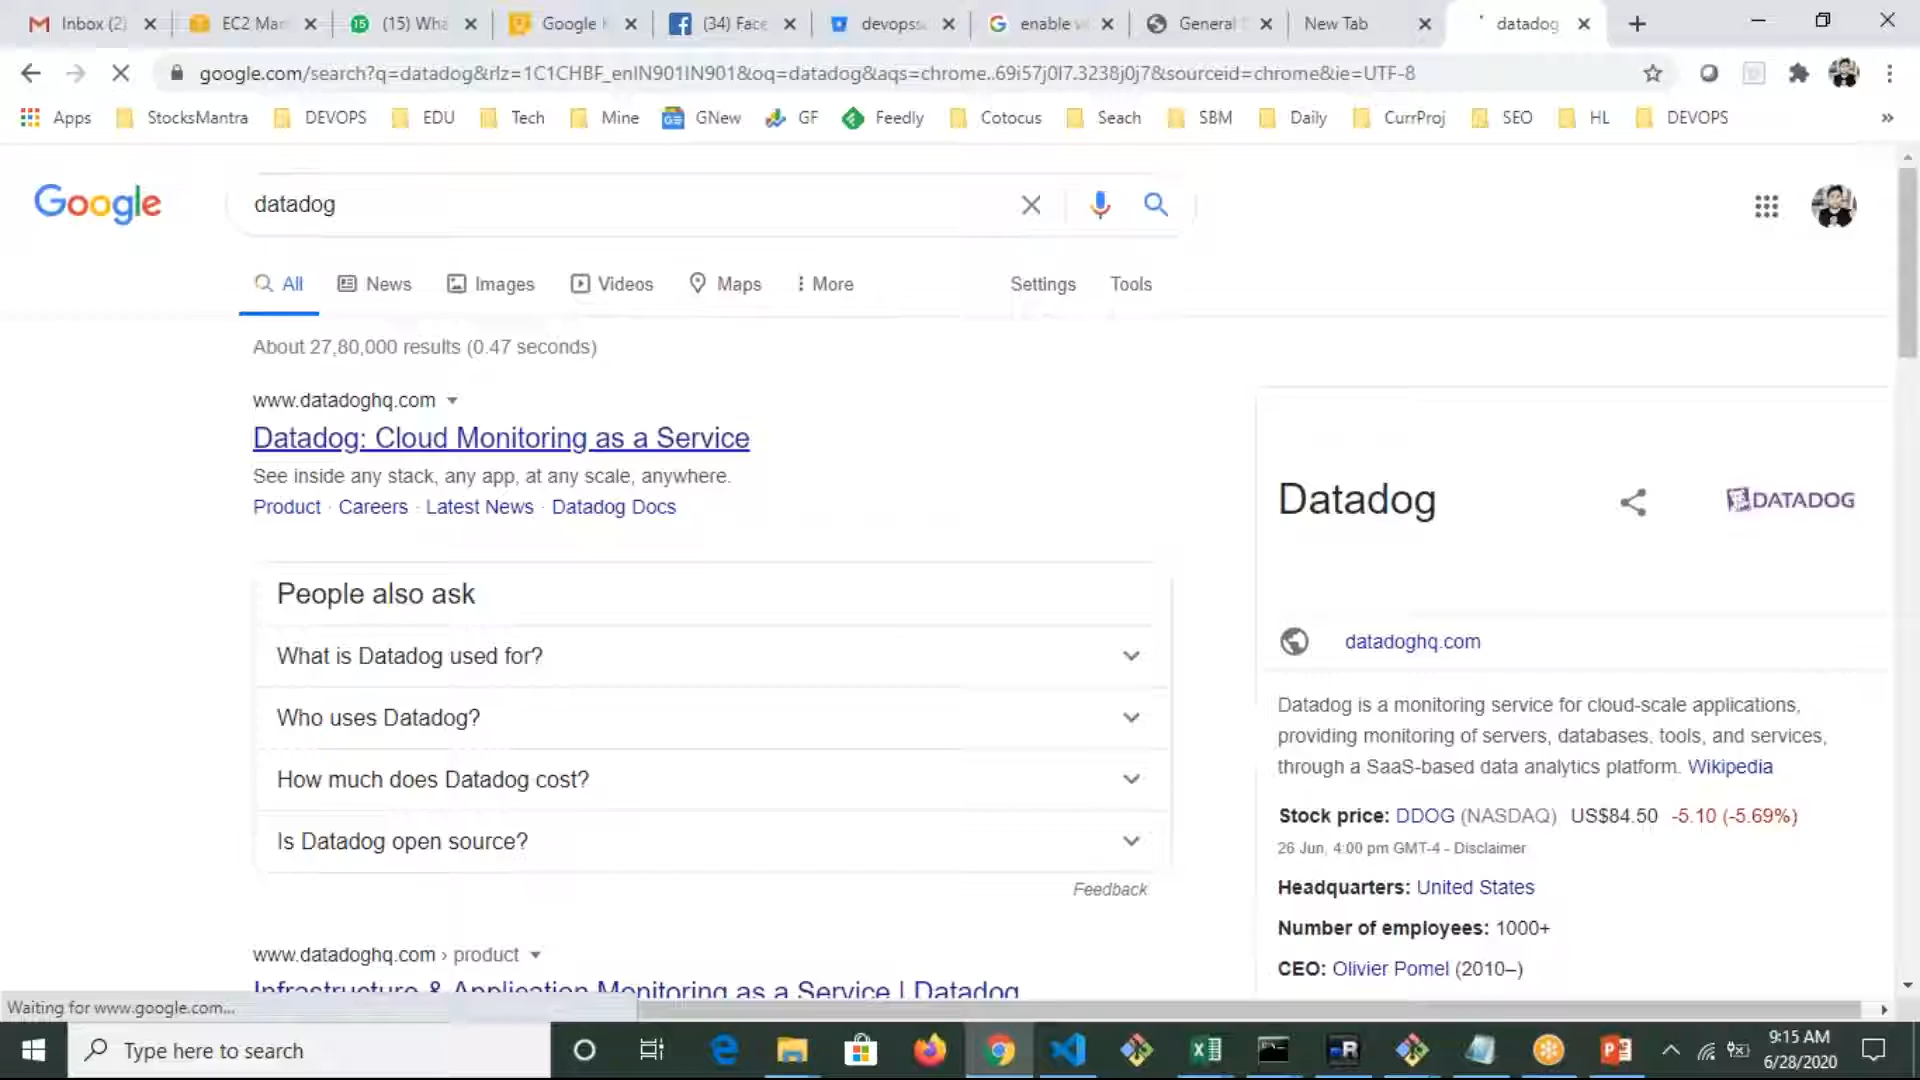 Inbox (2) EC2 Man (15) Wha Google (34) Face devopss enable General New Tab datadog
google.com/search?q=datadog&rlz=1C1CHBF_enIN901IN901&oq=datadog&aqs=chrome..69i57j0l7.3238j0j7&sourceid=chrome&ie=UTF-8
Apps StocksMantra DEVOPS EDU Tech Mine GNew GF Feedly Cotocus Seach SBM Daily CurrProj SEO HL DEVOPS »
Google datadog
All News Images Videos Maps More Settings Tools
About 27,80,000 results (0.47 seconds)
www.datadoghq.com
Datadog: Cloud Monitoring as a Service
See inside any stack, any app, at any scale, anywhere.
Product · Careers · Latest News · Datadog Docs
People also ask
What is Datadog used for?
Who uses Datadog?
How much does Datadog cost?
Is Datadog open source?
Feedback
www.datadoghq.com › product
Infrastructure & Application Monitoring as a Service | Datadog
Datadog DATADOG
datadoghq.com
Datadog is a monitoring service for cloud-scale applications,
providing monitoring of servers, databases, tools, and services,
through a SaaS-based data analytics platform. Wikipedia
Stock price: DDOG (NASDAQ) US$84.50 -5.10 (-5.69%)
26 Jun, 4:00 pm GMT-4 - Disclaimer
Headquarters: United States
Number of employees: 1000+
CEO: Olivier Pomel (2010–)
Waiting for www.google.com...
Type here to search
9:15 AM
6/28/2020